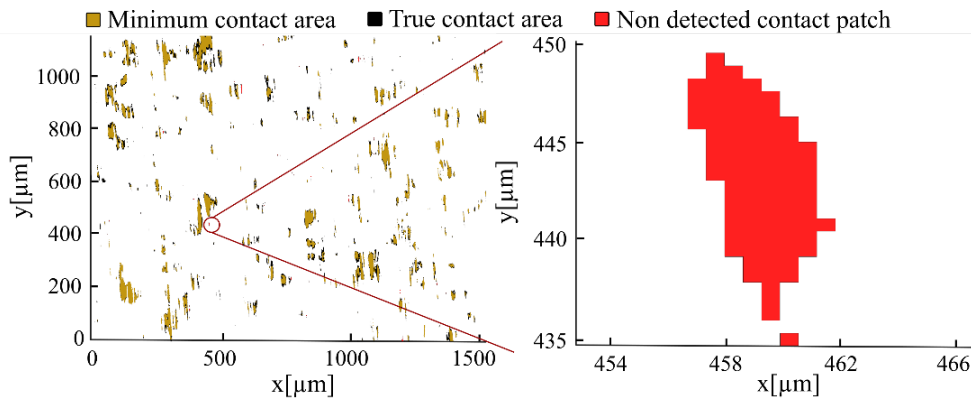 Minimum contact area True contact area Non detected contact patch
1000
800
600
400
200
0
y[µm]
0 500 1000 1500
x[µm]
450
445
440
435
y[µm]
454 458 462 466
x[µm]